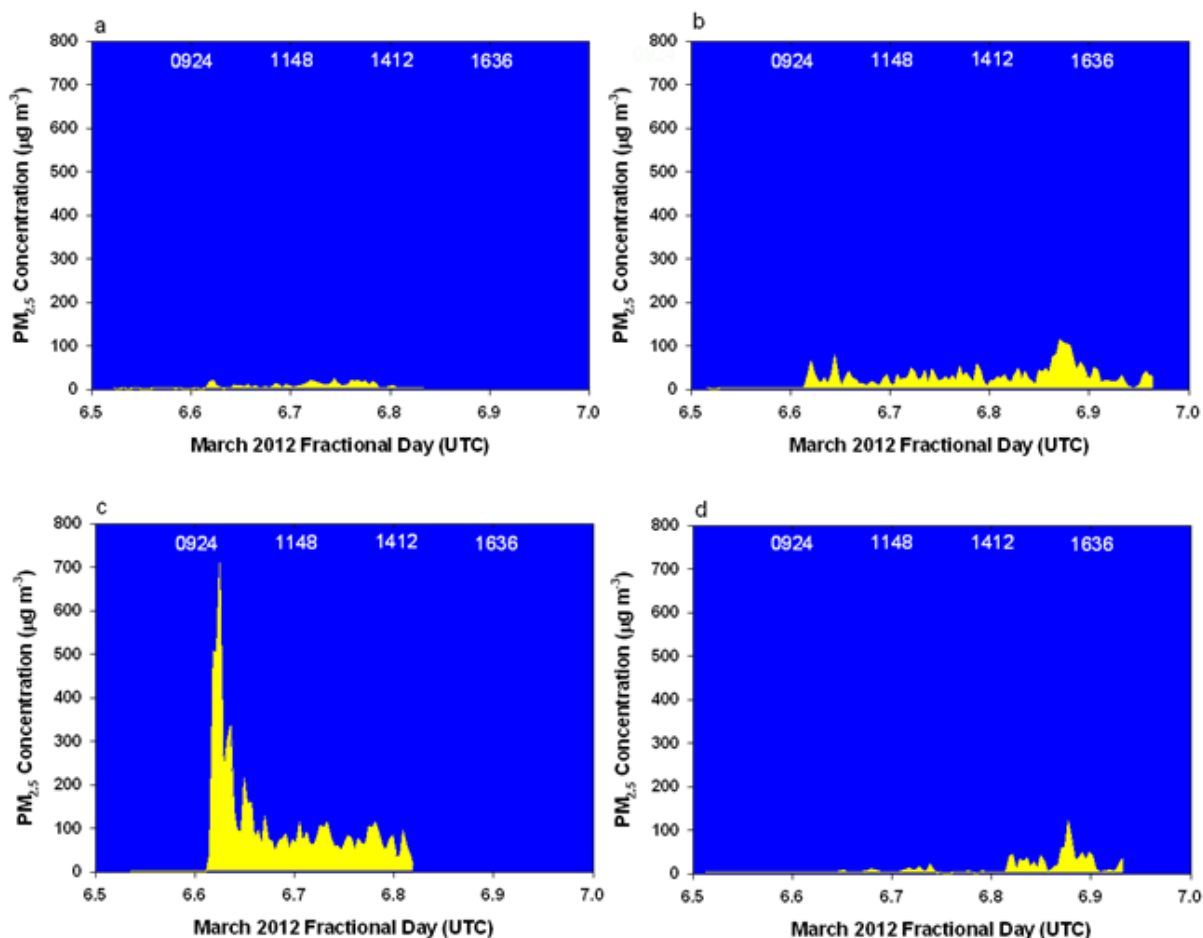 a
800
700
600
500
400
300
200
100
0
PM2.5 Concentration (µg m-3)
0924 1148 1412 1636
6.5 6.6 6.7 6.8 6.9 7.0
March 2012 Fractional Day (UTC)
b
800
700
600
500
400
300
200
100
0
PM2.5 Concentration (µg m-3)
0924 1148 1412 1636
6.5 6.6 6.7 6.8 6.9 7.0
March 2012 Fractional Day (UTC)
c
800
700
600
500
400
300
200
100
0
PM2.5 Concentration (µg m-3)
0924 1148 1412 1636
6.5 6.6 6.7 6.8 6.9 7.0
March 2012 Fractional Day (UTC)
d
800
700
600
500
400
300
200
100
0
PM2.5 Concentration (µg m-3)
0924 1148 1412 1636
6.5 6.6 6.7 6.8 6.9 7.0
March 2012 Fractional Day (UTC)